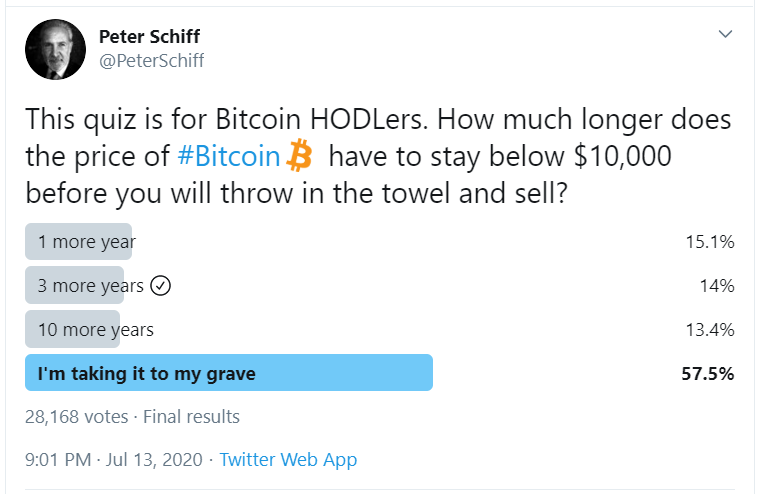 Peter Schiff
@PeterSchiff
This quiz is for Bitcoin HODLers. How much longer does
the price of #Bitcoin have to stay below $10,000
before you will throw in the towel and sell?
1 more year 15.1%
3 more years 14%
10 more years 13.4%
I'm taking it to my grave 57.5%
28,168 votes · Final results
9:01 PM · Jul 13, 2020 · Twitter Web App